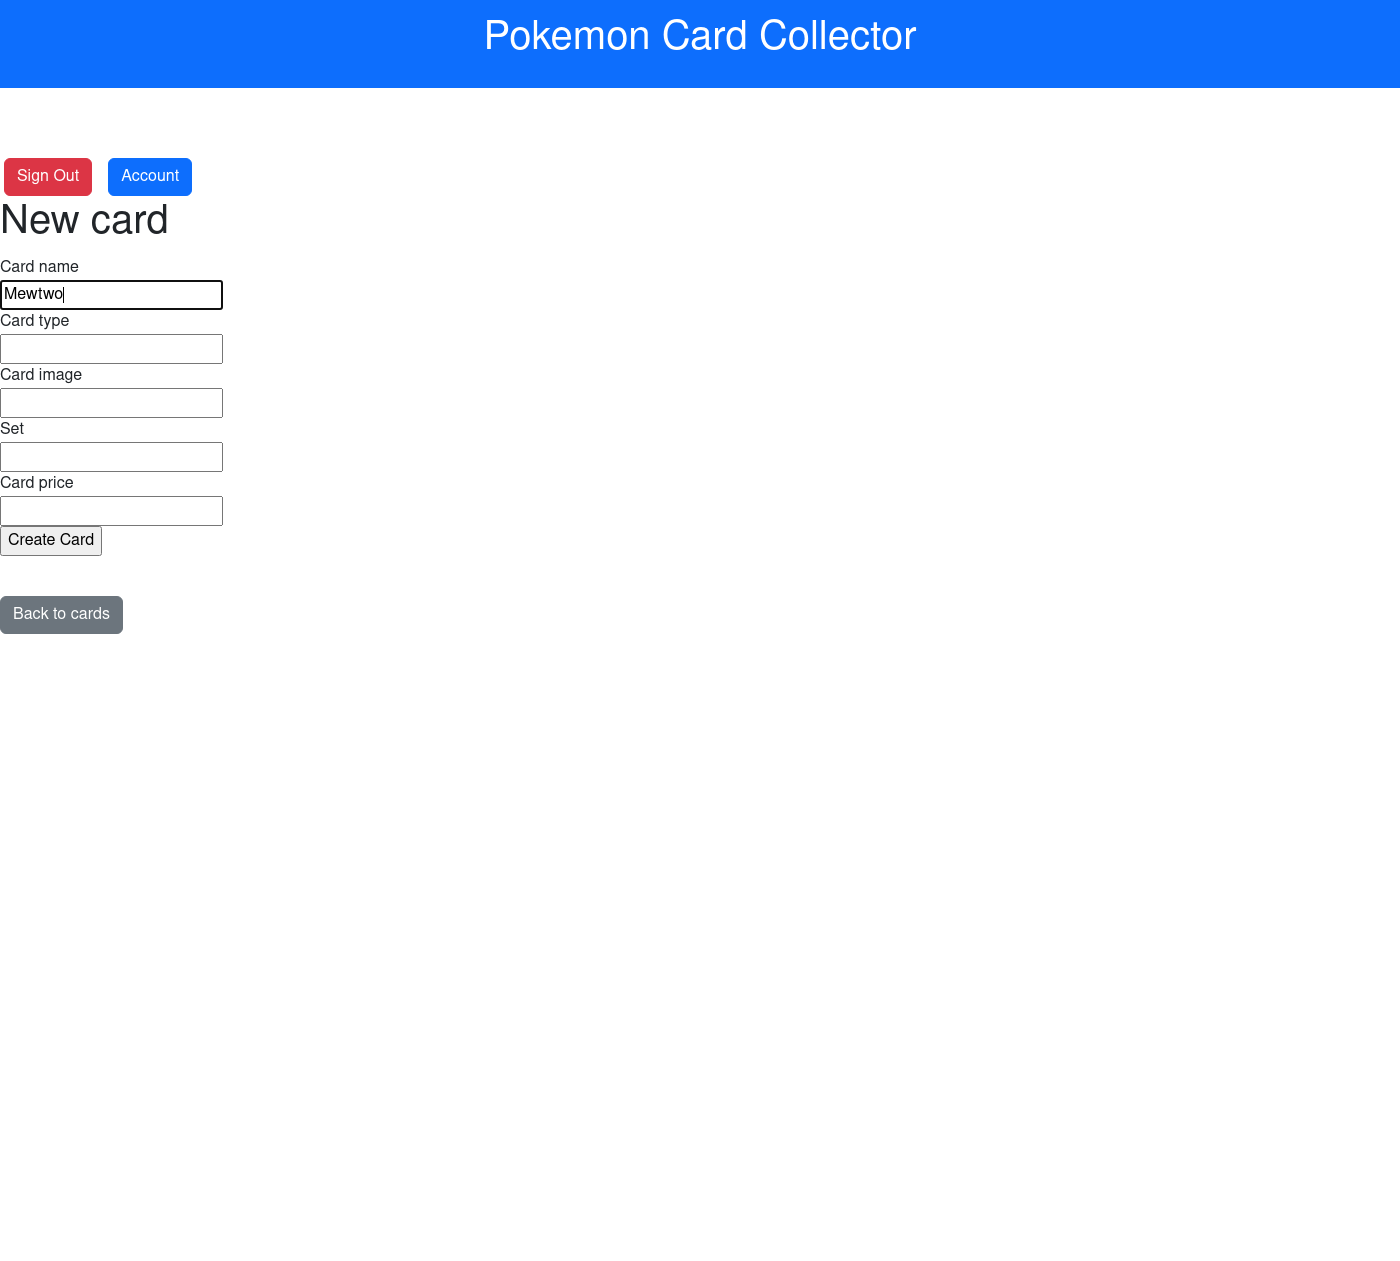 Pokemon Card Collector
Sign Out Account
New card
Card name
Mewtwo
Card type
Card image
Set
Card price
Create Card
Back to cards